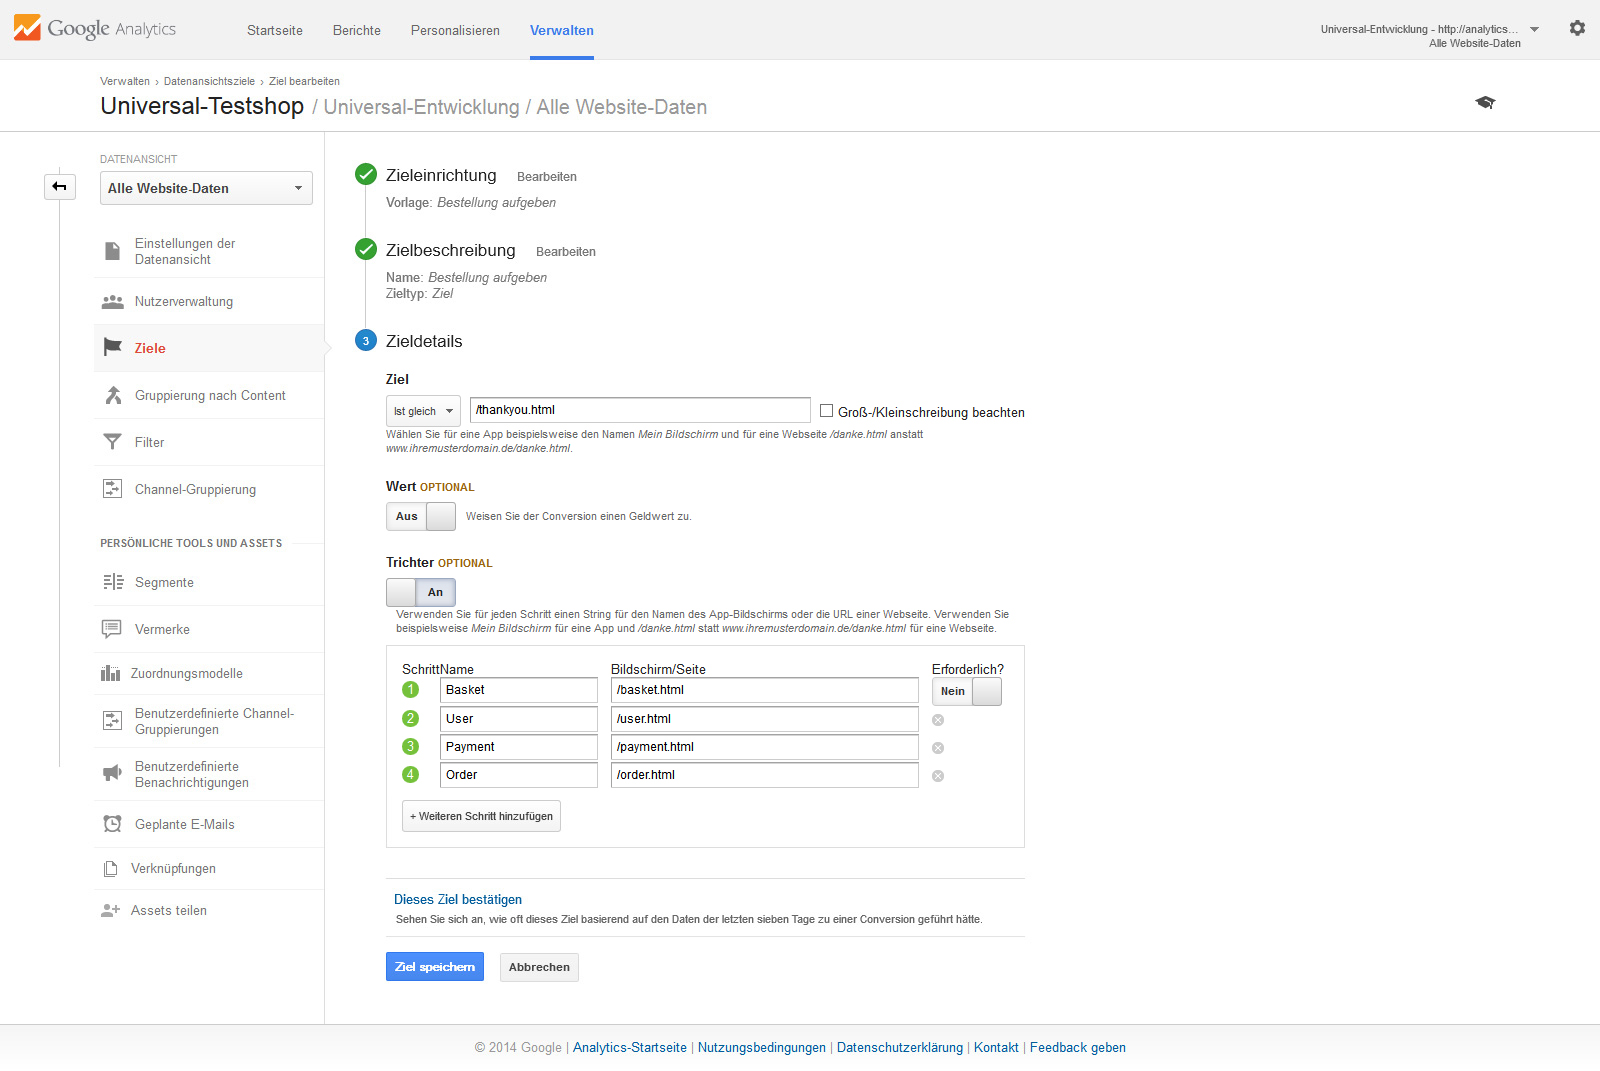 Google Analytics
Startseite
Berichte
Personalisieren
Verwalten
Universal-Entwicklung - http://analytics...
Alle Website-Daten
Verwalten › Datenansichtsziele › Ziel bearbeiten
Universal-Testshop / Universal-Entwicklung / Alle Website-Daten
DATENANSICHT
Alle Website-Daten
Einstellungen der
Datenansicht
Nutzerverwaltung
Ziele
Gruppierung nach Content
Filter
Channel-Gruppierung
PERSÖNLICHE TOOLS UND ASSETS
Segmente
Vermerke
Zuordnungsmodelle
Benutzerdefinierte Channel-
Gruppierungen
Benutzerdefinierte
Benachrichtigungen
Geplante E-Mails
Verknüpfungen
Assets teilen
Zieleinrichtung Bearbeiten
Vorlage: Bestellung aufgeben
Zielbeschreibung Bearbeiten
Name: Bestellung aufgeben
Zieltyp: Ziel
3 Zieldetails
Ziel
Ist gleich /thankyou.html Groß-/Kleinschreibung beachten
Wählen Sie für eine App beispielsweise den Namen Mein Bildschirm und für eine Webseite /danke.html anstatt
www.ihremusterdomain.de/danke.html.
Wert OPTIONAL
Aus Weisen Sie der Conversion einen Geldwert zu.
Trichter OPTIONAL
An
Verwenden Sie für jeden Schritt einen String für den Namen des App-Bildschirms oder die URL einer Webseite. Verwenden Sie
beispielsweise Mein Bildschirm für eine App und /danke.html statt www.ihremusterdomain.de/danke.html für eine Webseite.
Schritt Name Bildschirm/Seite Erforderlich?
1 Basket /basket.html Nein
2 User /user.html
3 Payment /payment.html
4 Order /order.html
+ Weiteren Schritt hinzufügen
Dieses Ziel bestätigen
Sehen Sie sich an, wie oft dieses Ziel basierend auf den Daten der letzten sieben Tage zu einer Conversion geführt hätte.
Ziel speichern Abbrechen
© 2014 Google | Analytics-Startseite | Nutzungsbedingungen | Datenschutzerklärung | Kontakt | Feedback geben